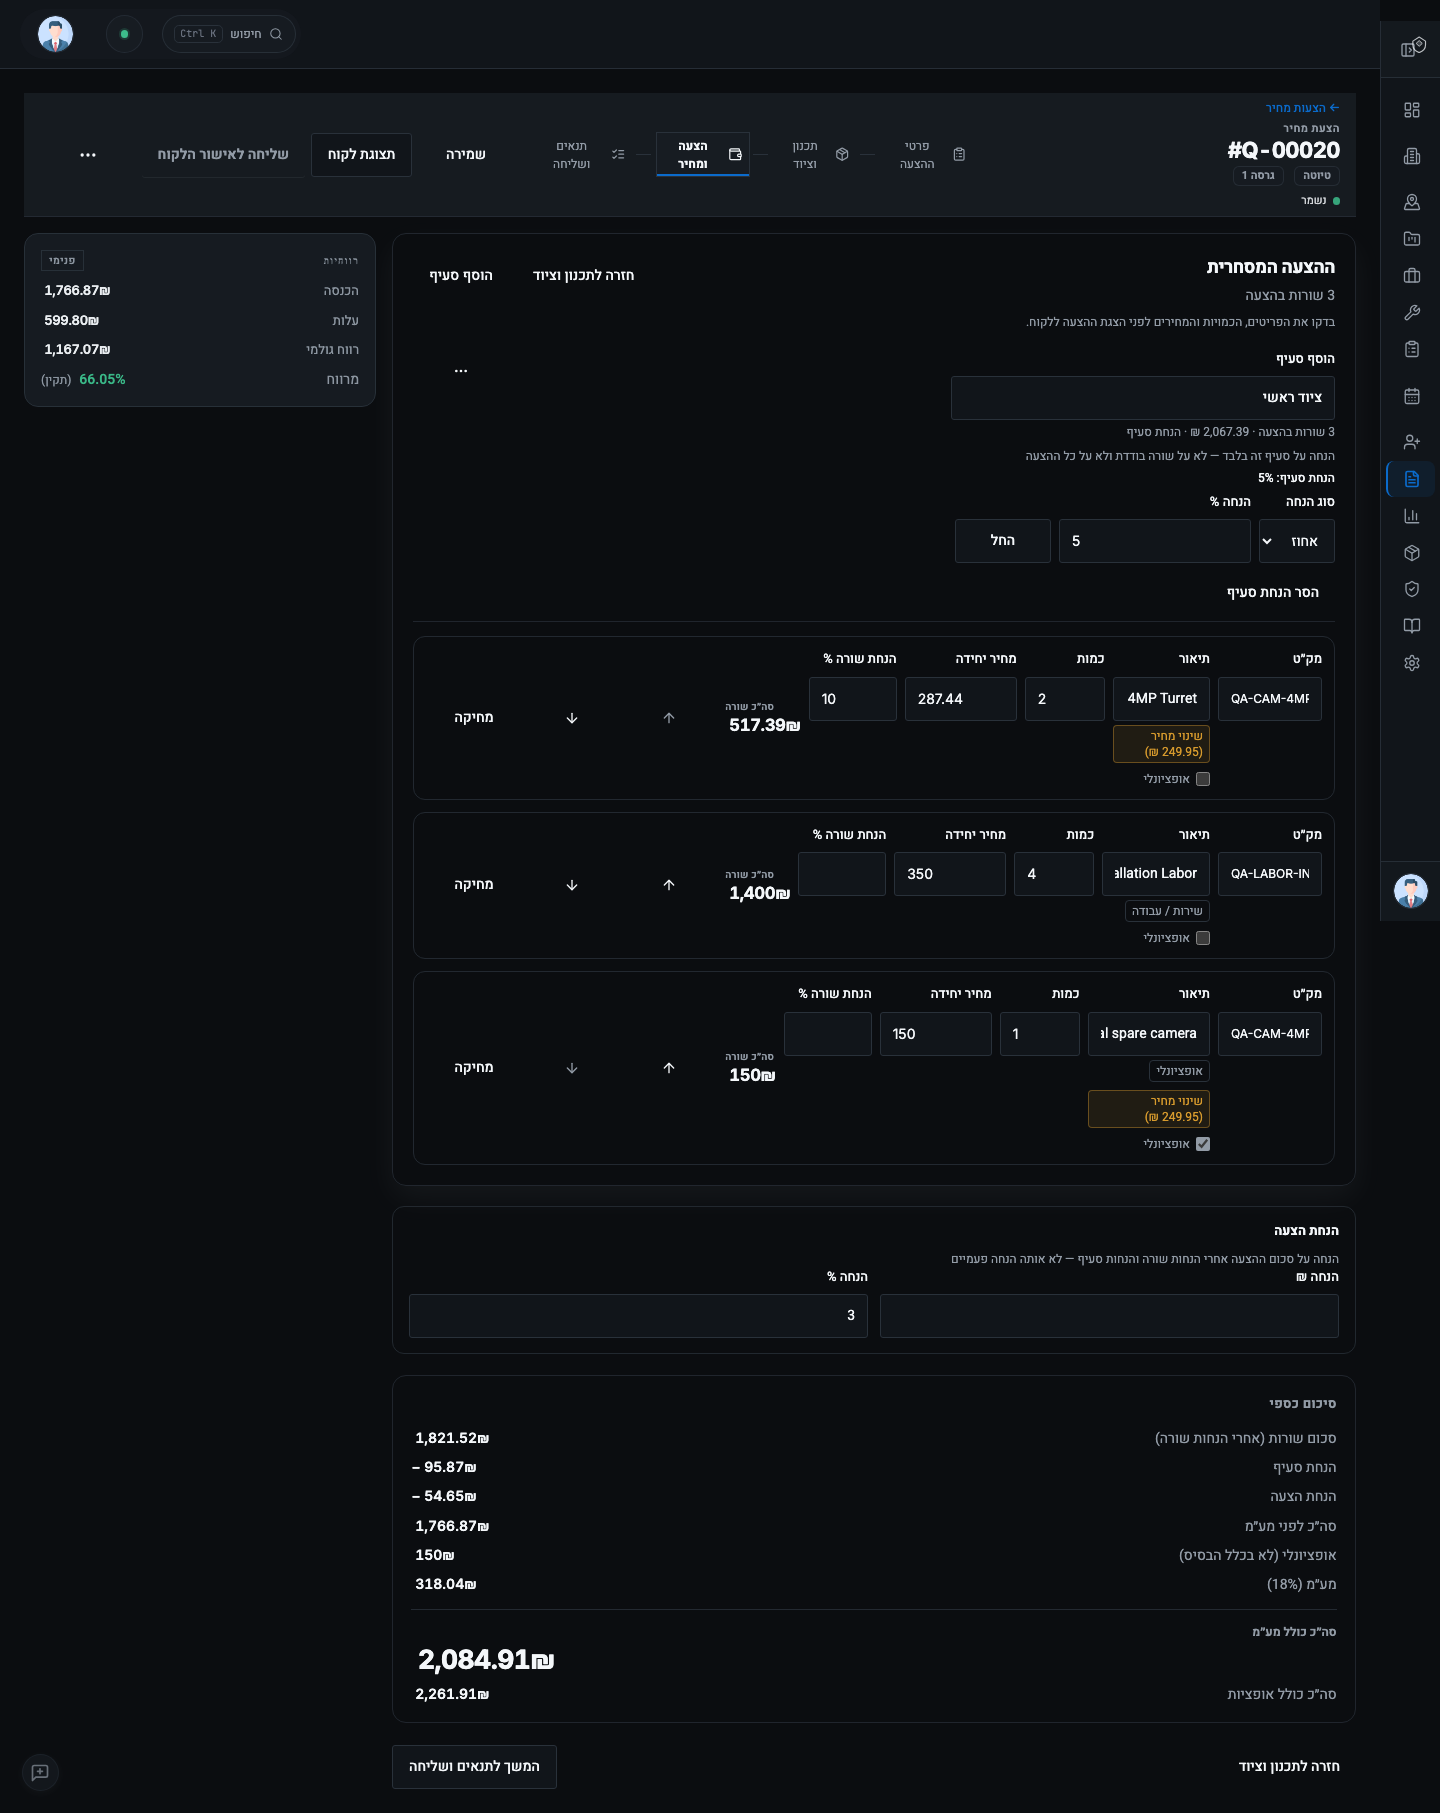 חיפוש Ctrl K
← הצעות מחיר
הצעת מחיר
#Q-00020
טיוטה
גרסה 1
נשמר
פרטי ההצעה
תכנון וציוד
הצעה ומחיר
תנאים ושליחה
שמירה
תצוגת לקוח
שליחה לאישור הלקוח
...
ההצעה המסחרית
חזרה לתכנון וציוד
הוסף סעיף
3 שורות בהצעה
בדקו את הפריטים, הכמויות והמחירים לפני הצגת ההצעה ללקוח.
הוסף סעיף
...
ציוד ראשי
3 שורות בהצעה · 2,067.39 ₪ · הנחת סעיף
הנחה על סעיף זה בלבד — לא על שורה בודדת ולא על כל ההצעה
הנחת סעיף: 5%
סוג הנחה
הנחה %
אחוז
5
החל
הסר הנחת סעיף
מק״ט
תיאור
כמות
מחיר יחידה
הנחת שורה %
QA-CAM-4MP
4MP Turret
2
287.44
10
סה״כ שורה
517.39₪
↑
↓
מחיקה
שינוי מחיר (249.95 ₪)
אופציונלי
מק״ט
תיאור
כמות
מחיר יחידה
הנחת שורה %
QA-LABOR-IN
allation Labor
4
350
סה״כ שורה
1,400₪
↑
↓
מחיקה
שירות / עבודה
אופציונלי
מק״ט
תיאור
כמות
מחיר יחידה
הנחת שורה %
QA-CAM-4MP
al spare camera
1
150
סה״כ שורה
150₪
↑
↓
מחיקה
אופציונלי
שינוי מחיר (249.95 ₪)
אופציונלי
הנחת הצעה
הנחה על סכום ההצעה אחרי הנחות שורה והנחות סעיף — לא אותה הנחה פעמיים
הנחה ₪
הנחה %
3
סיכום כספי
סכום שורות (אחרי הנחות שורה) 1,821.52₪
הנחת סעיף – 95.87₪
הנחת הצעה – 54.65₪
סה״כ לפני מע״מ 1,766.87₪
אופציונלי (לא בכלל הבסיס) 150₪
מע״מ (18%) 318.04₪
סה״כ כולל מע״מ
2,084.91₪
סה״כ כולל אופציות 2,261.91₪
חזרה לתכנון וציוד
המשך לתנאים ושליחה
רווחיות
פנימי
הכנסה 1,766.87₪
עלות 599.80₪
רווח גולמי 1,167.07₪
מרווח 66.05% (תקין)